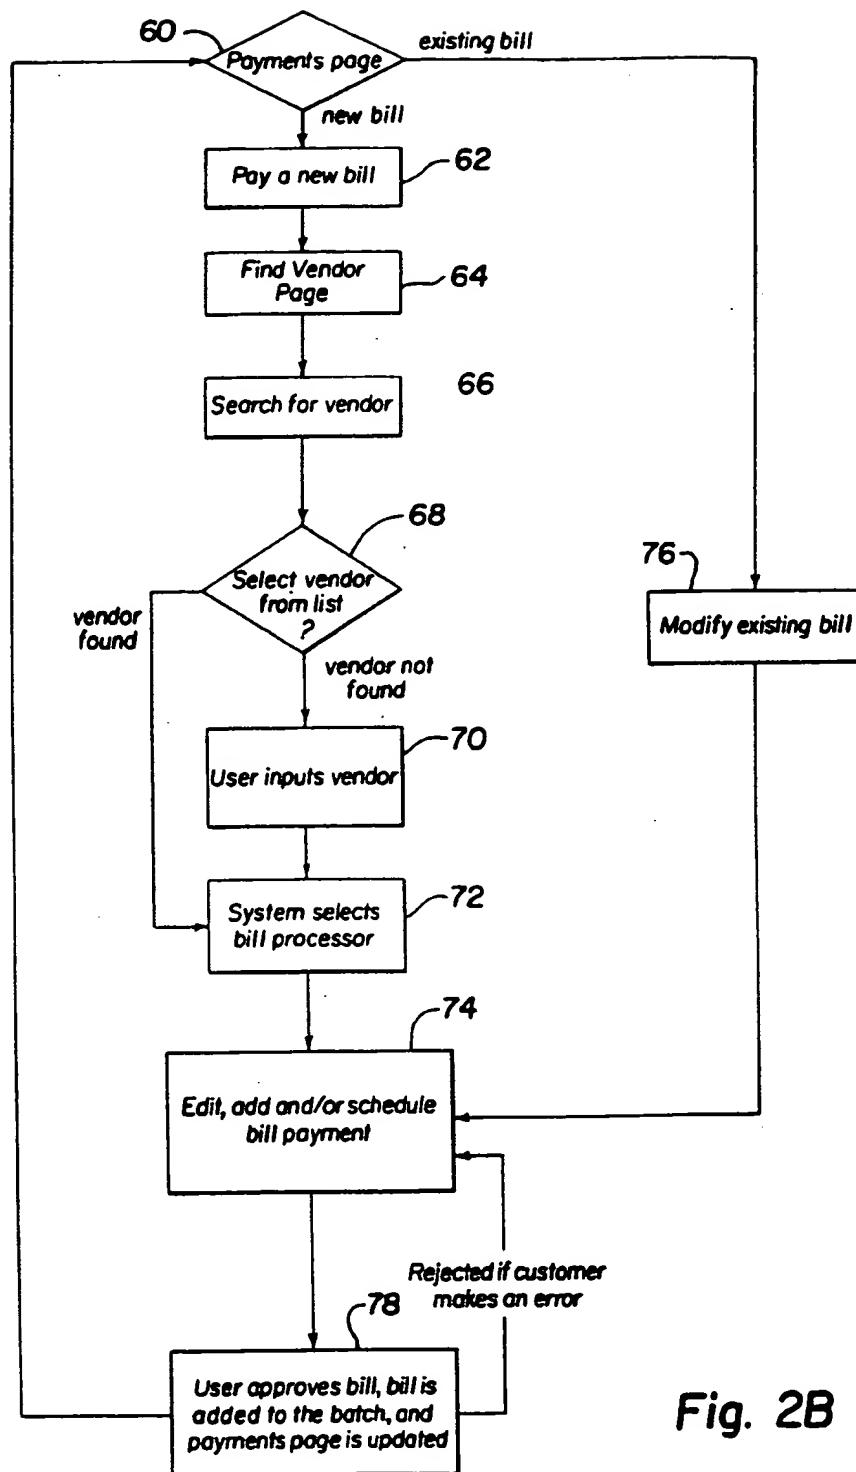 60
Payments page
existing bill
new bill
Pay a new bill
62
Find Vendor
Page
64
Search for vendor
66
68
Select vendor
from list
?
vendor
found
vendor not
found
76
Modify existing bill
70
User inputs vendor
System selects
bill processor
72
74
Edit, add and/or schedule
bill payment
Rejected if customer
makes an error
78
User approves bill, bill is
added to the batch, and
payments page is updated
Fig. 2B